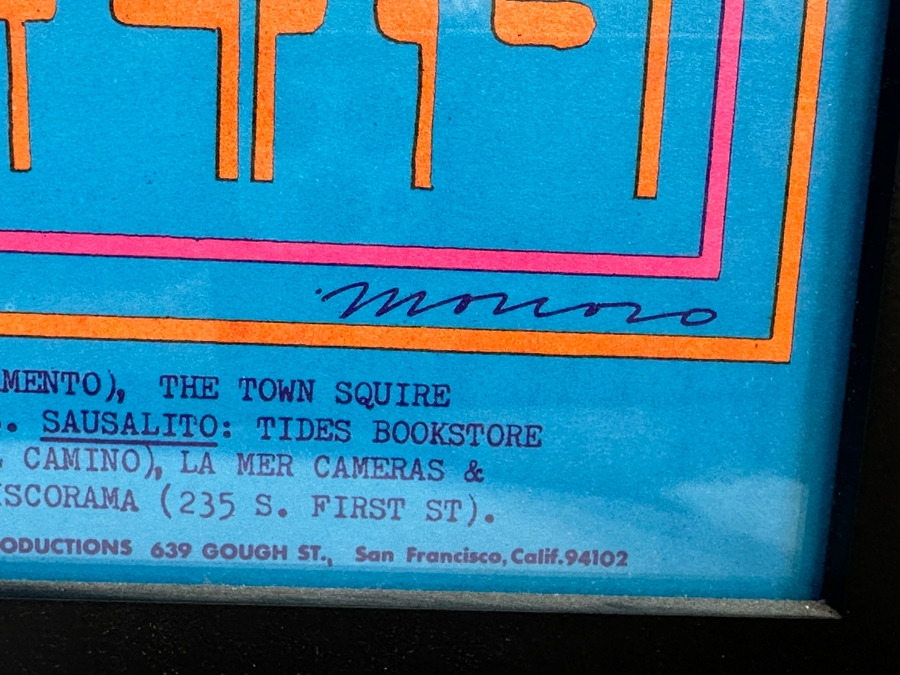 moscoso
MENTO), THE TOWN SQUIRE
. SAUSALITO: TIDES BOOKSTORE
CAMINO), LA MER CAMERAS &
ISCORAMA (235 S. FIRST ST).
ODUCTIONS 639 GOUGH ST., San Francisco, Calif. 94102